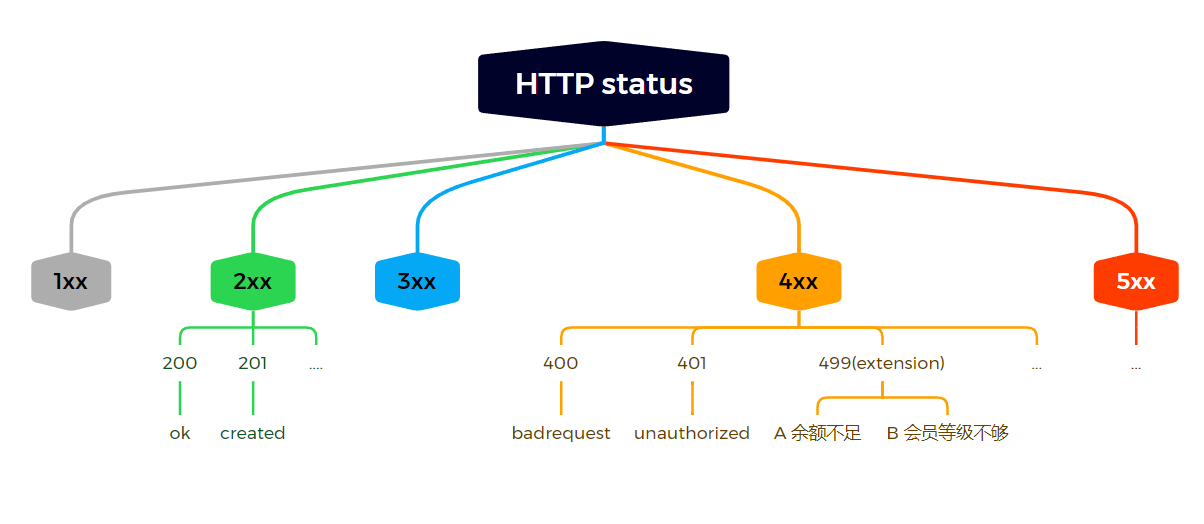 HTTP status
1xx
2xx
3xx
4xx
5xx
200
201
....
400
401
499(extension)
...
...
ok
created
badrequest
unauthorized
A 余额不足
B 会员等级不够